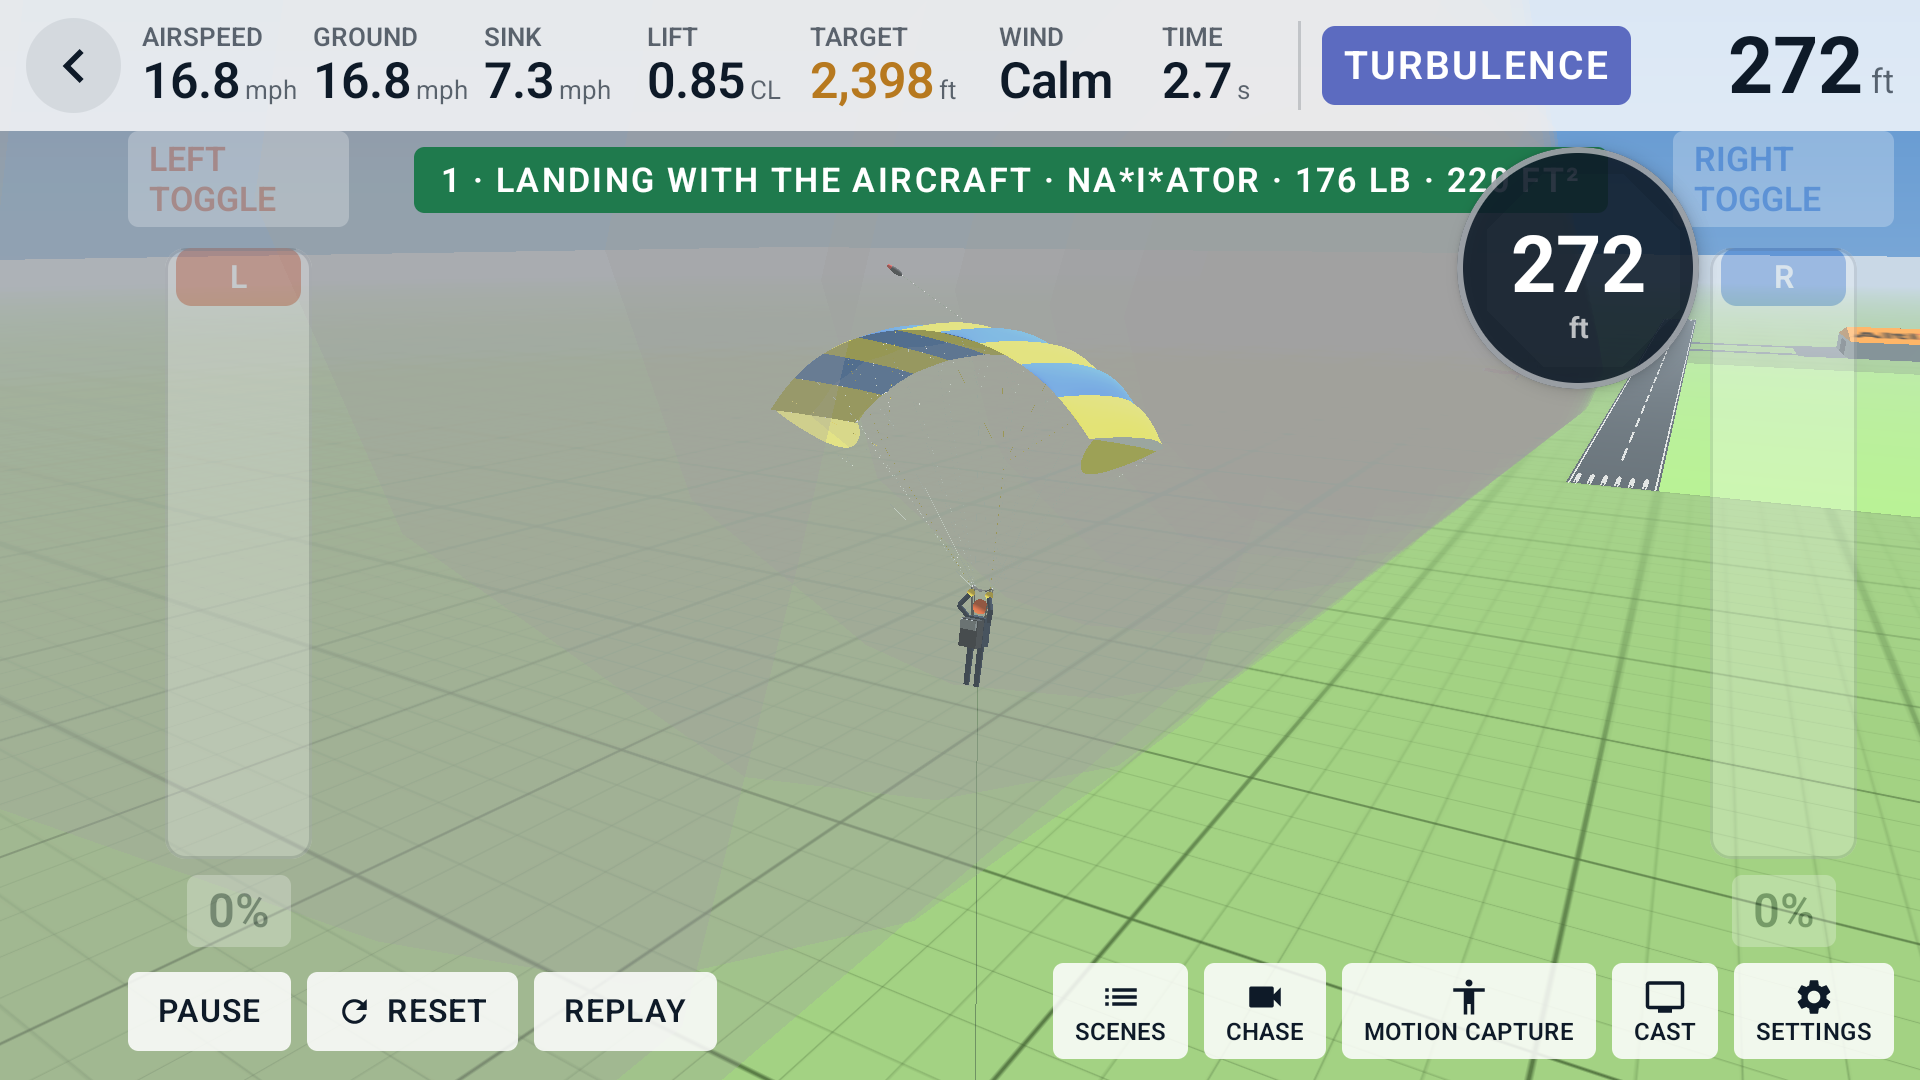 AIRSPEED GROUND SINK LIFT TARGET WIND TIME
16.8 mph 16.8 mph 7.3 mph 0.85 CL 2,398 ft Calm 2.7 s TURBULENCE 272 ft
LEFT
TOGGLE
1 · LANDING WITH THE AIRCRAFT · NA*I*ATOR · 176 LB · 220 FT²
RIGHT
TOGGLE
L
272
ft
R
0%
0%
PAUSE RESET REPLAY
SCENES CHASE MOTION CAPTURE CAST SETTINGS